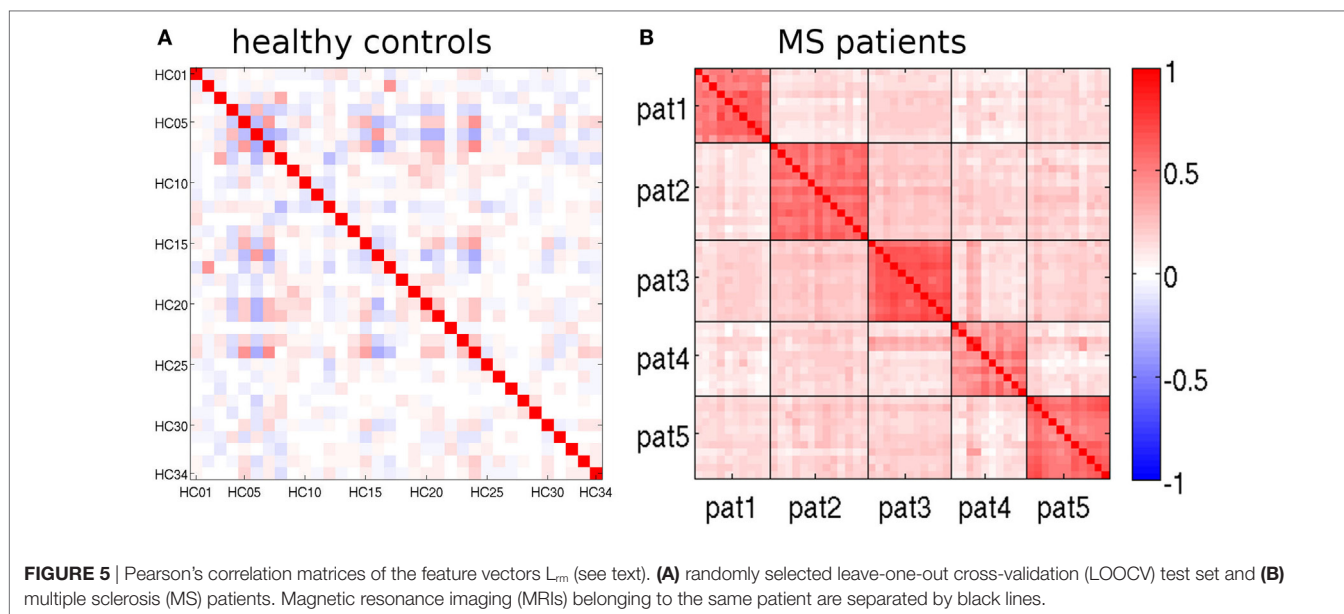 A healthy controls
HC01
HC05
HC10
HC15
HC20
HC25
HC30
HC34
HC01 HC05 HC10 HC15 HC20 HC25 HC30 HC34
B MS patients
pat1
pat2
pat3
pat4
pat5
pat1 pat2 pat3 pat4 pat5
1
0.5
0
-0.5
-1
FIGURE 5 | Pearson's correlation matrices of the feature vectors Lrm (see text). (A) randomly selected leave-one-out cross-validation (LOOCV) test set and (B)
multiple sclerosis (MS) patients. Magnetic resonance imaging (MRIs) belonging to the same patient are separated by black lines.